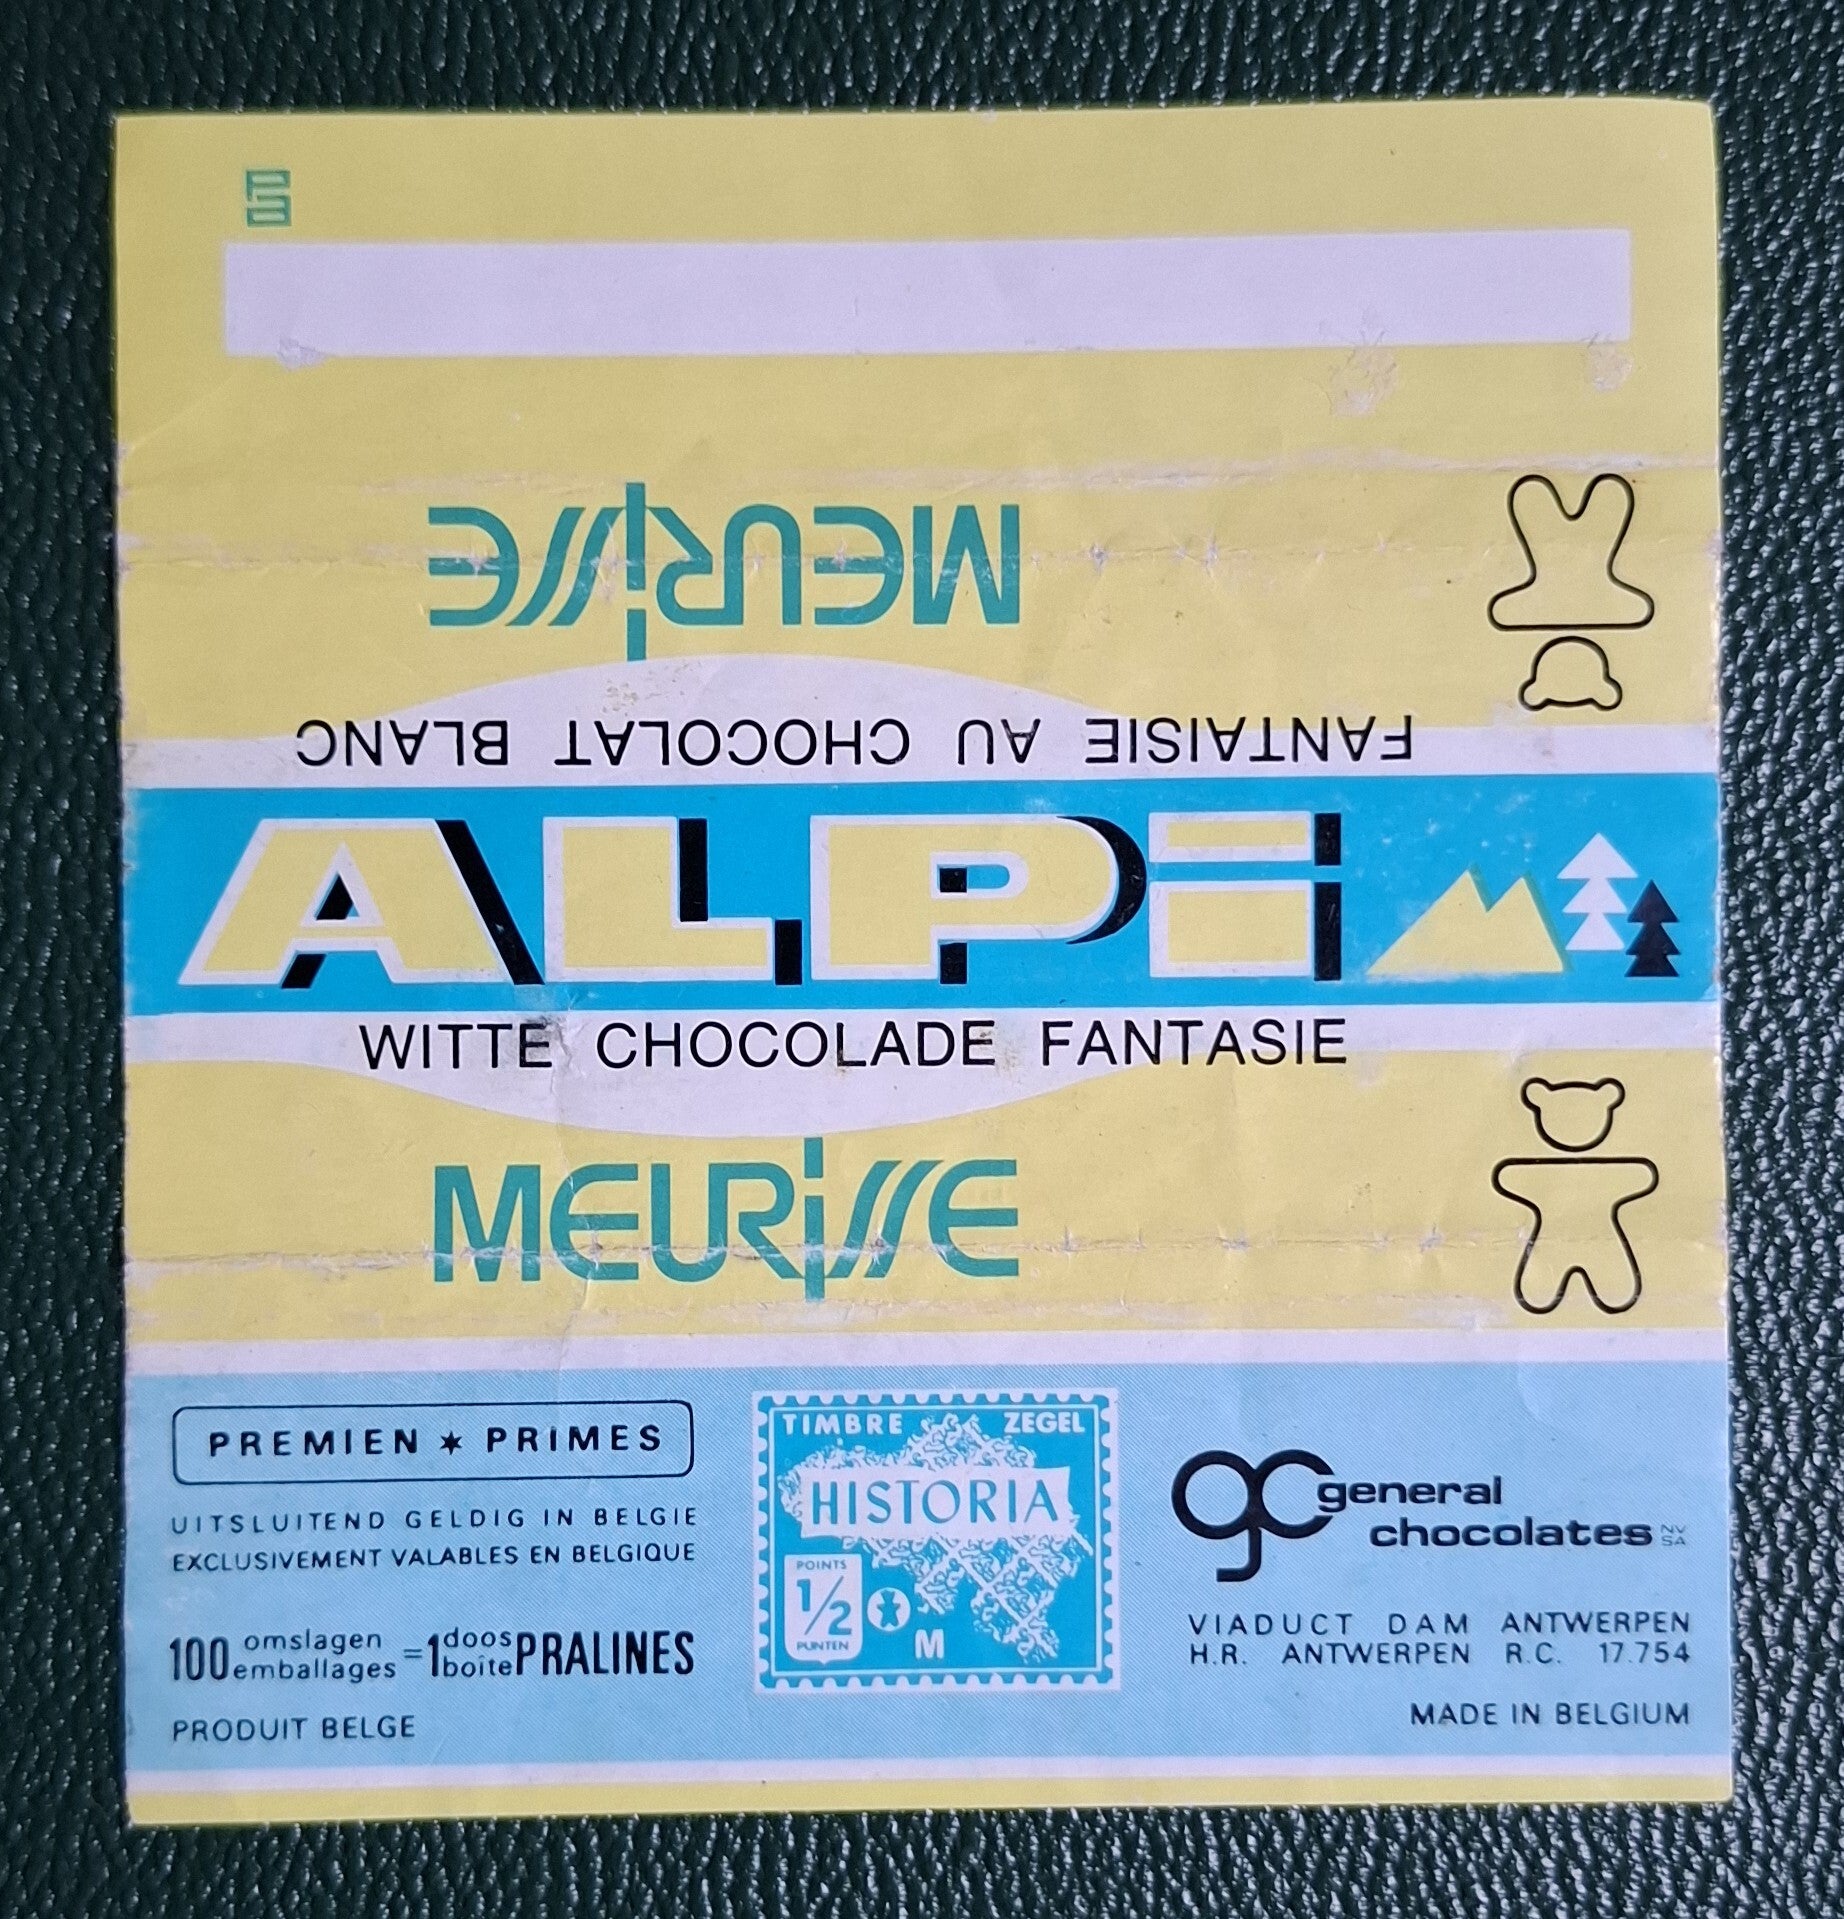 MEURISSE
FANTAISIE AU CHOCOLAT BLANC
ALPI
WITTE CHOCOLADE FANTASIE
MEURISSE
PREMIEN ★ PRIMES
UITSLUITEND GELDIG IN BELGIE
EXCLUSIVEMENT VALABLES EN BELGIQUE
100 omslagen emballages = 1 doos boîte PRALINES
PRODUIT BELGE
TIMBRE ZEGEL
HISTORIA
POINTS
1/2
PUNTEN
M
gc general
chocolates NV SA
VIADUCT DAM ANTWERPEN
H.R. ANTWERPEN R.C. 17.754
MADE IN BELGIUM